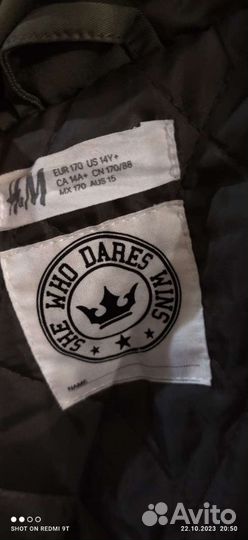 H&M
EUR 170 US 14Y+
CA 14A+ CN 170/88
MX 170 AUS 15
SHE WHO DARES WINS
NAME:
SHOT ON REDMI 9T
22.10.2023 20:50
Avito